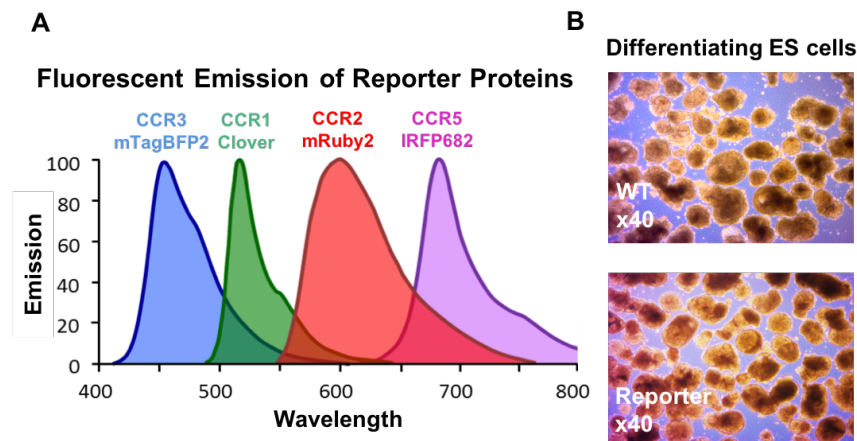 A
B
Differentiating ES cells
Fluorescent Emission of Reporter Proteins
CCR3
mTagBFP2
CCR1
Clover
CCR2
mRuby2
CCR5
IRFP682
100
80
60
40
20
0
Emission
400
500
600
700
800
Wavelength
WT
x40
Reporter
x40